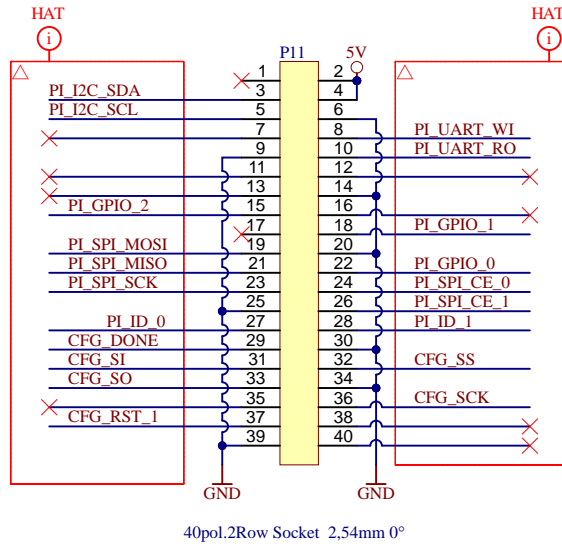 HAT HAT
i i
P11 5V
1 2
PI_I2C_SDA 3 4
PI_I2C_SCL 5 6
7 8 PI_UART_WI
9 10 PI_UART_RO
11 12
13 14
PI_GPIO_2 15 16
17 18 PI_GPIO_1
PI_SPI_MOSI 19 20
PI_SPI_MISO 21 22 PI_GPIO_0
PI_SPI_SCK 23 24 PI_SPI_CE_0
25 26 PI_SPI_CE_1
PI_ID_0 27 28 PI_ID_1
CFG_DONE 29 30
CFG_SI 31 32 CFG_SS
CFG_SO 33 34
35 36 CFG_SCK
CFG_RST_1 37 38
39 40
GND GND
40pol.2Row Socket 2,54mm 0°